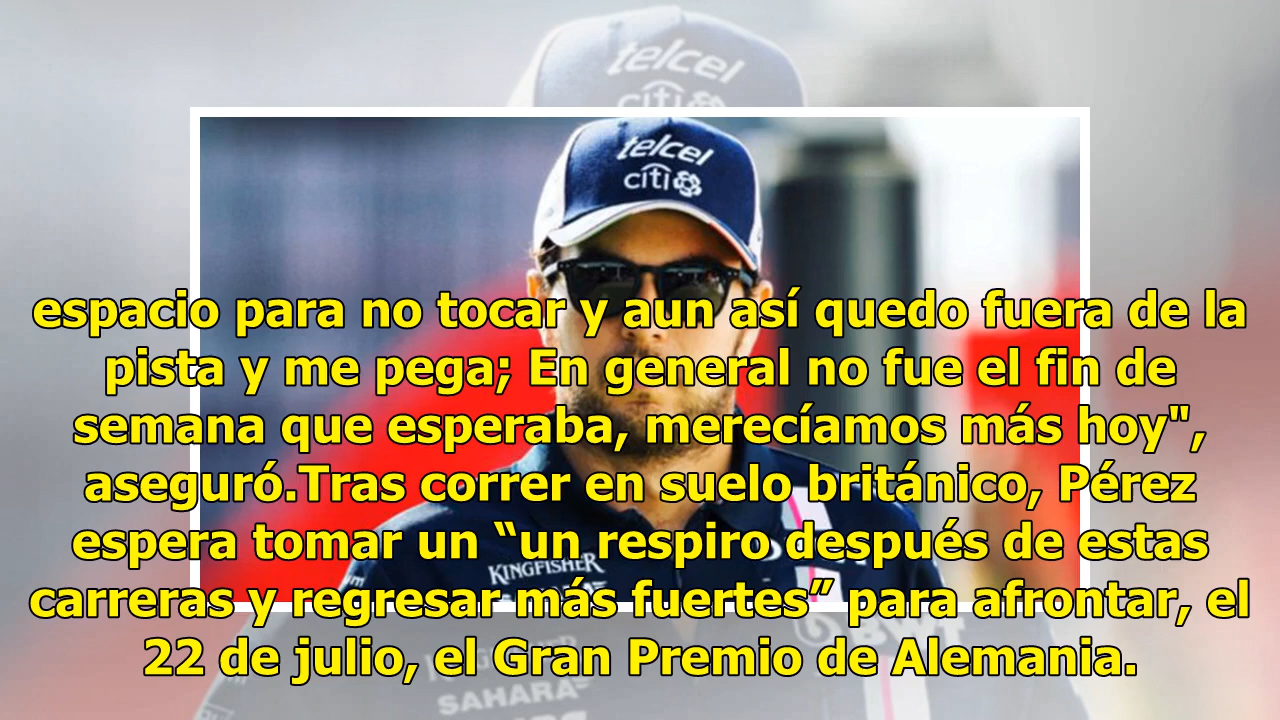 telcel
citi
telcel
citi
espacio para no tocar y aun así quedo fuera de la
pista y me pega; En general no fue el fin de
semana que esperaba, merecíamos más hoy",
aseguró.Tras correr en suelo británico, Pérez
espera tomar un “un respiro después de estas
carreras y regresar más fuertes” para afrontar, el
22 de julio, el Gran Premio de Alemania.
KINGFISHER
KINGFISHER
SAHARA